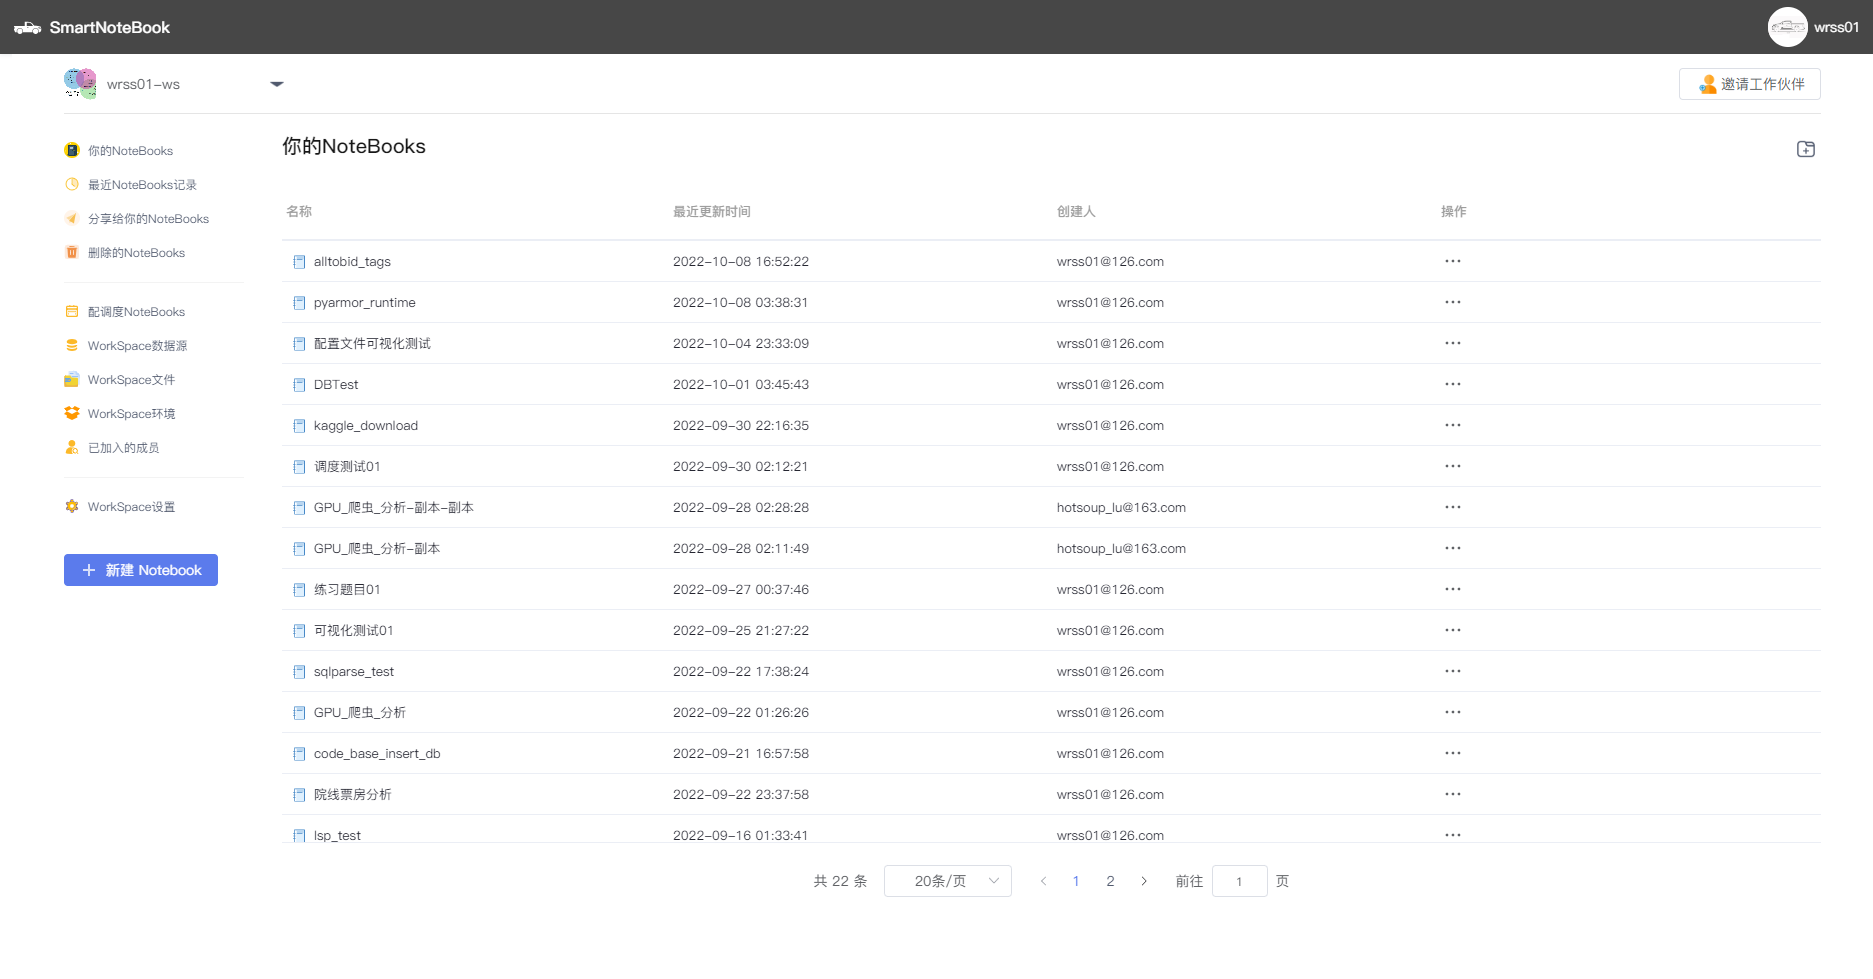 SmartNoteBook
wrss01
wrss01-ws
邀请工作伙伴
你的NoteBooks
最近NoteBooks记录
分享给你的NoteBooks
删除的NoteBooks
配调度NoteBooks
WorkSpace数据源
WorkSpace文件
WorkSpace环境
已加入的成员
WorkSpace设置
新建 Notebook
你的NoteBooks
名称 最近更新时间 创建人 操作
alltobid_tags 2022-10-08 16:52:22 wrss01@126.com
pyarmor_runtime 2022-10-08 03:38:31 wrss01@126.com
配置文件可视化测试 2022-10-04 23:33:09 wrss01@126.com
DBTest 2022-10-01 03:45:43 wrss01@126.com
kaggle_download 2022-09-30 22:16:35 wrss01@126.com
调度测试01 2022-09-30 02:12:21 wrss01@126.com
GPU_爬虫_分析-副本-副本 2022-09-28 02:28:28 hotsoup_lu@163.com
GPU_爬虫_分析-副本 2022-09-28 02:11:49 hotsoup_lu@163.com
练习题目01 2022-09-27 00:37:46 wrss01@126.com
可视化测试01 2022-09-25 21:27:22 wrss01@126.com
sqlparse_test 2022-09-22 17:38:24 wrss01@126.com
GPU_爬虫_分析 2022-09-22 01:26:26 wrss01@126.com
code_base_insert_db 2022-09-21 16:57:58 wrss01@126.com
院线票房分析 2022-09-22 23:37:58 wrss01@126.com
lsp_test 2022-09-16 01:33:41 wrss01@126.com
共 22 条 20条/页 1 2 前往 1 页